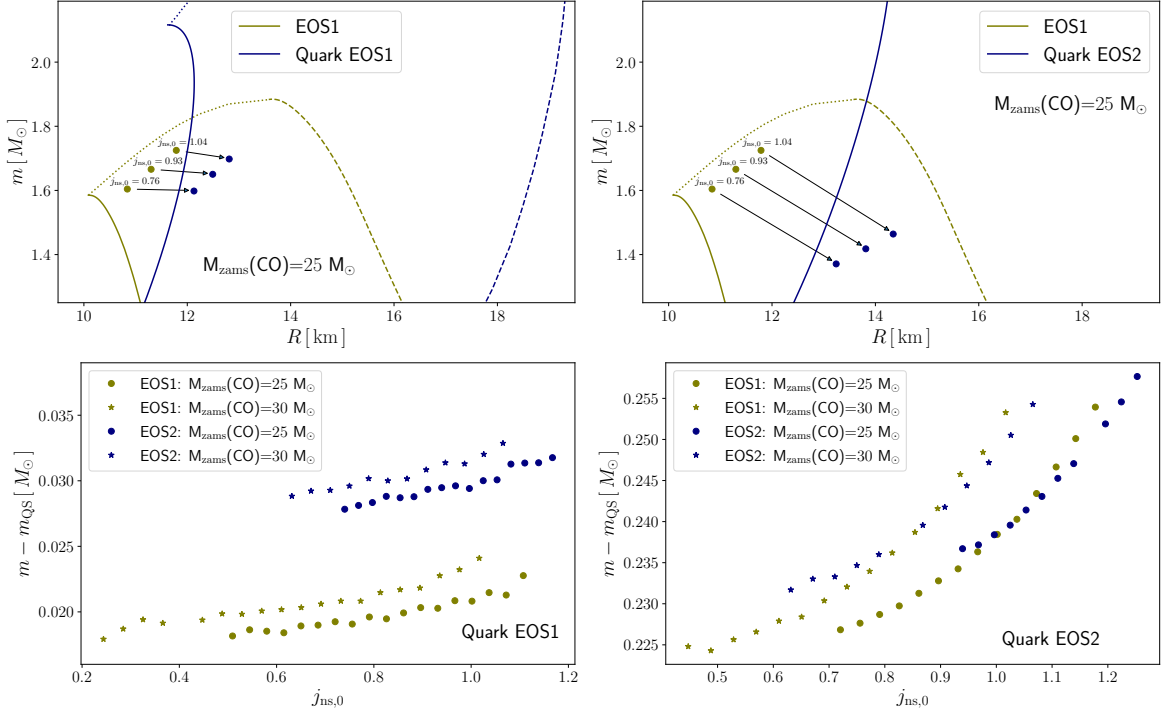 EOS1
Quark EOS1
j_ns,0 = 1.04
j_ns,0 = 0.93
j_ns,0 = 0.76
M_zams(CO)=25 M_⊙
m [M_⊙]
2.0
1.8
1.6
1.4
10 12 14 16 18
R [km]
EOS1
Quark EOS2
M_zams(CO)=25 M_⊙
j_ns,0 = 1.04
j_ns,0 = 0.93
j_ns,0 = 0.76
m [M_⊙]
2.0
1.8
1.6
1.4
10 12 14 16 18
R [km]
EOS1: M_zams(CO)=25 M_⊙
EOS1: M_zams(CO)=30 M_⊙
EOS2: M_zams(CO)=25 M_⊙
EOS2: M_zams(CO)=30 M_⊙
m − m_QS [M_⊙]
0.035
0.030
0.025
0.020
Quark EOS1
0.2 0.4 0.6 0.8 1.0 1.2
j_ns,0
EOS1: M_zams(CO)=25 M_⊙
EOS1: M_zams(CO)=30 M_⊙
EOS2: M_zams(CO)=25 M_⊙
EOS2: M_zams(CO)=30 M_⊙
m − m_QS [M_⊙]
0.255
0.250
0.245
0.240
0.235
0.230
0.225
Quark EOS2
0.5 0.6 0.7 0.8 0.9 1.0 1.1 1.2
j_ns,0